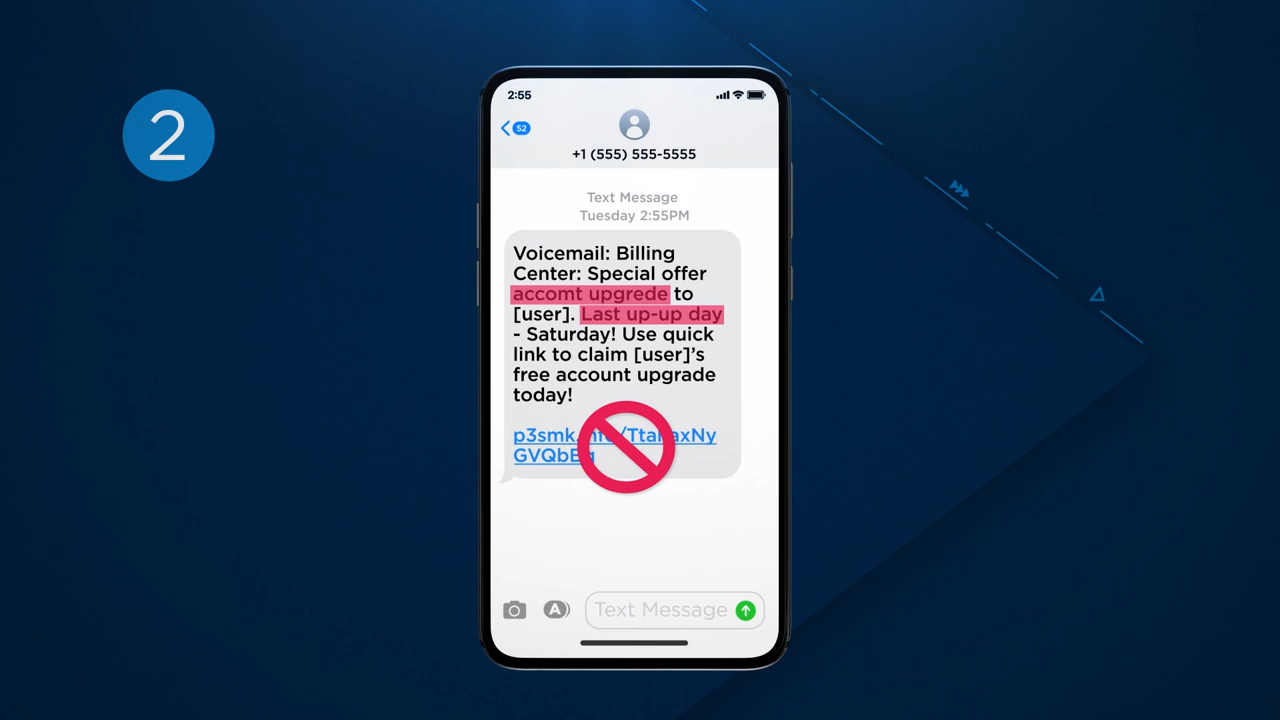 2
2:55
52
+1 (555) 555-5555
Text Message
Tuesday 2:55PM
Voicemail: Billing
Center: Special offer
accomt upgrede to
[user]. Last up-up day
- Saturday! Use quick
link to claim [user]’s
free account upgrade
today!
Text Message